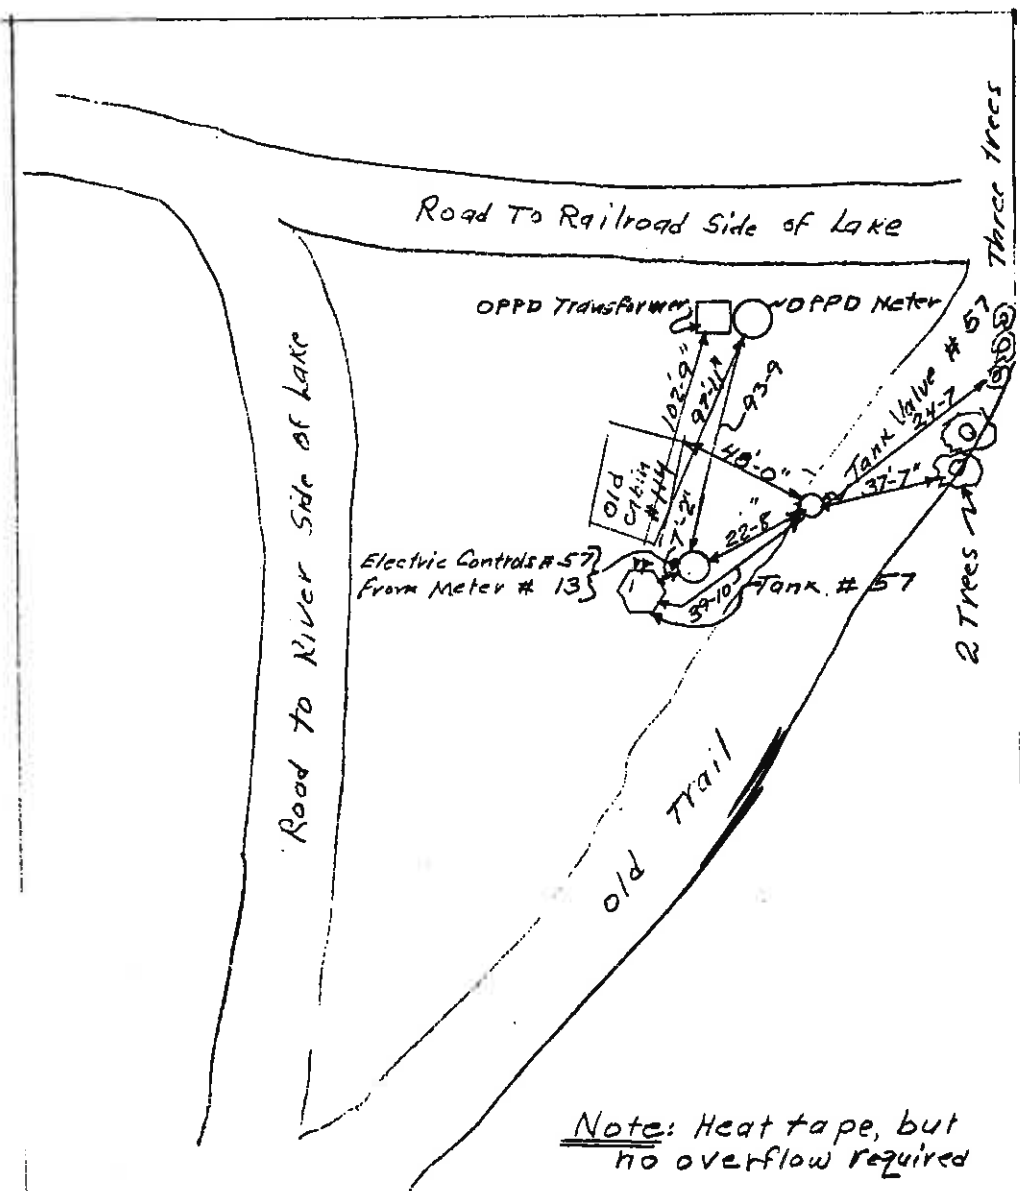 Three trees
Road To Railroad Side of Lake
OPPD Transformer
OPPD Meter
102'-9"
97'-11"
93-9
Tank Valve # 57
24-7
Old
Cabin
#114
48'-0"
37'-7"
22-8"
7'-2"
Electric Controls # 57
From Meter # 13
39-10
Tank # 57
2 Trees
Road to River Side of Lake
Old Trail
Note: Heat tape, but
no overflow required